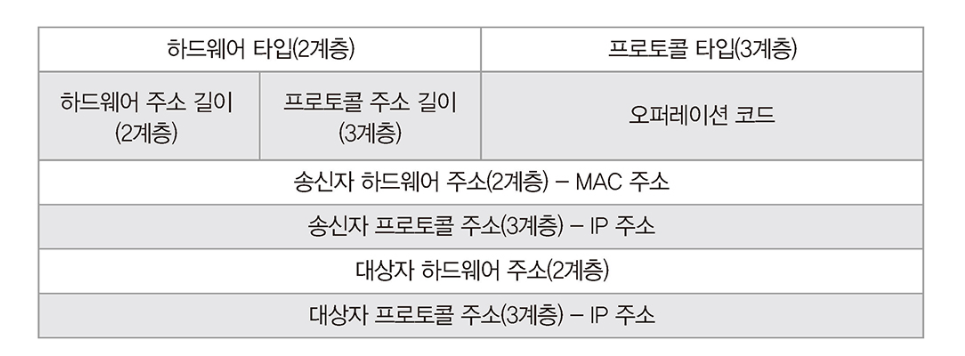 하드웨어 타입(2계층)
프로토콜 타입(3계층)
하드웨어 주소 길이
(2계층)
프로토콜 주소 길이
(3계층)
오퍼레이션 코드
송신자 하드웨어 주소(2계층) – MAC 주소
송신자 프로토콜 주소(3계층) – IP 주소
대상자 하드웨어 주소(2계층)
대상자 프로토콜 주소(3계층) – IP 주소